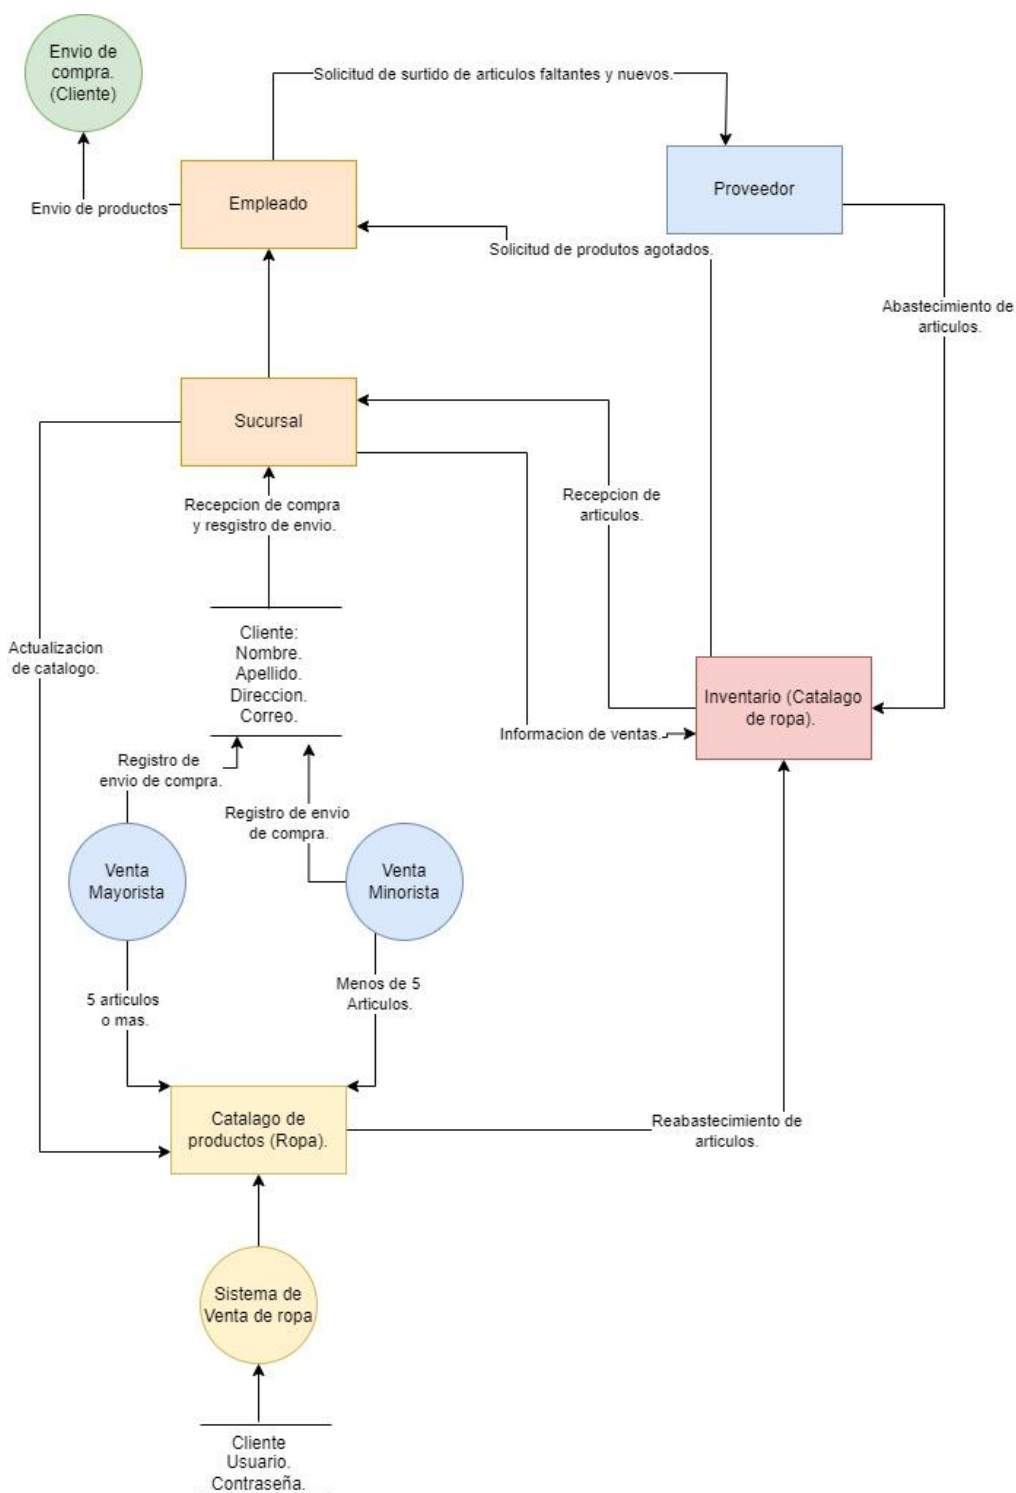 Envio de
compra.
(Cliente)
Solicitud de surtido de articulos faltantes y nuevos.
Proveedor
Empleado
Envio de productos
Solicitud de produtos agotados.
Abastecimiento de
articulos.
Sucursal
Recepcion de compra
y resgistro de envio.
Recepcion de
articulos.
Cliente:
Nombre.
Apellido.
Direccion.
Correo.
Actualizacion
de catalogo.
Inventario (Catalago
de ropa).
Informacion de ventas.
Registro de
envio de compra.
Registro de envio
de compra.
Venta
Mayorista
Venta
Minorista
5 articulos
o mas.
Menos de 5
Articulos.
Catalago de
productos (Ropa).
Reabastecimiento de
articulos.
Sistema de
Venta de ropa
Cliente
Usuario.
Contraseña.